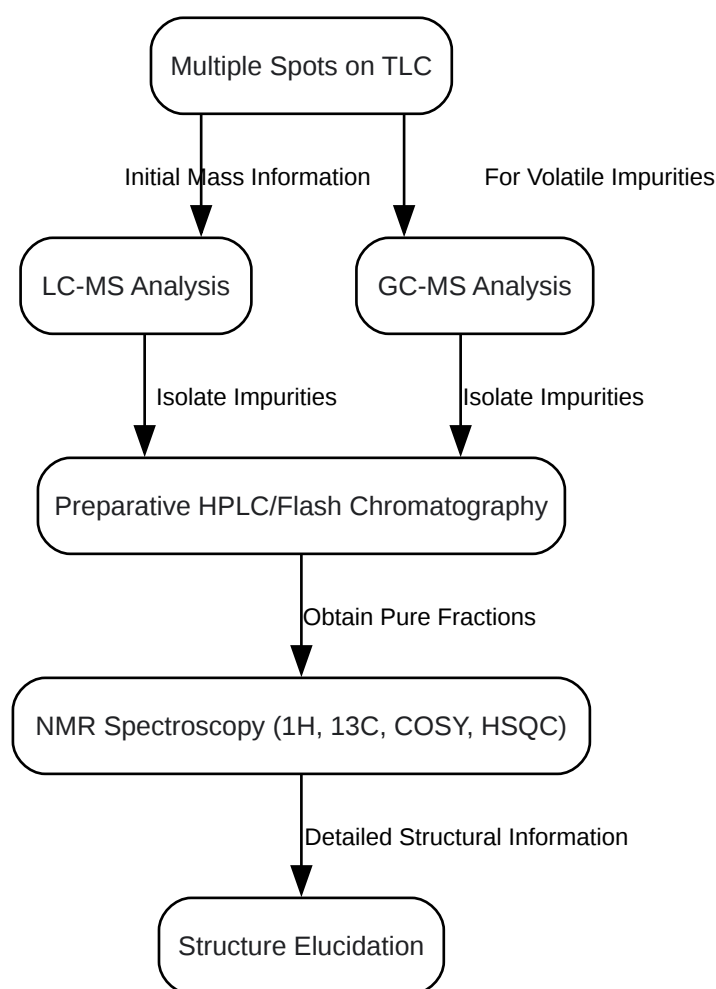 Multiple Spots on TLC
Initial Mass Information
For Volatile Impurities
LC-MS Analysis
GC-MS Analysis
Isolate Impurities
Isolate Impurities
Preparative HPLC/Flash Chromatography
Obtain Pure Fractions
NMR Spectroscopy (1H, 13C, COSY, HSQC)
Detailed Structural Information
Structure Elucidation